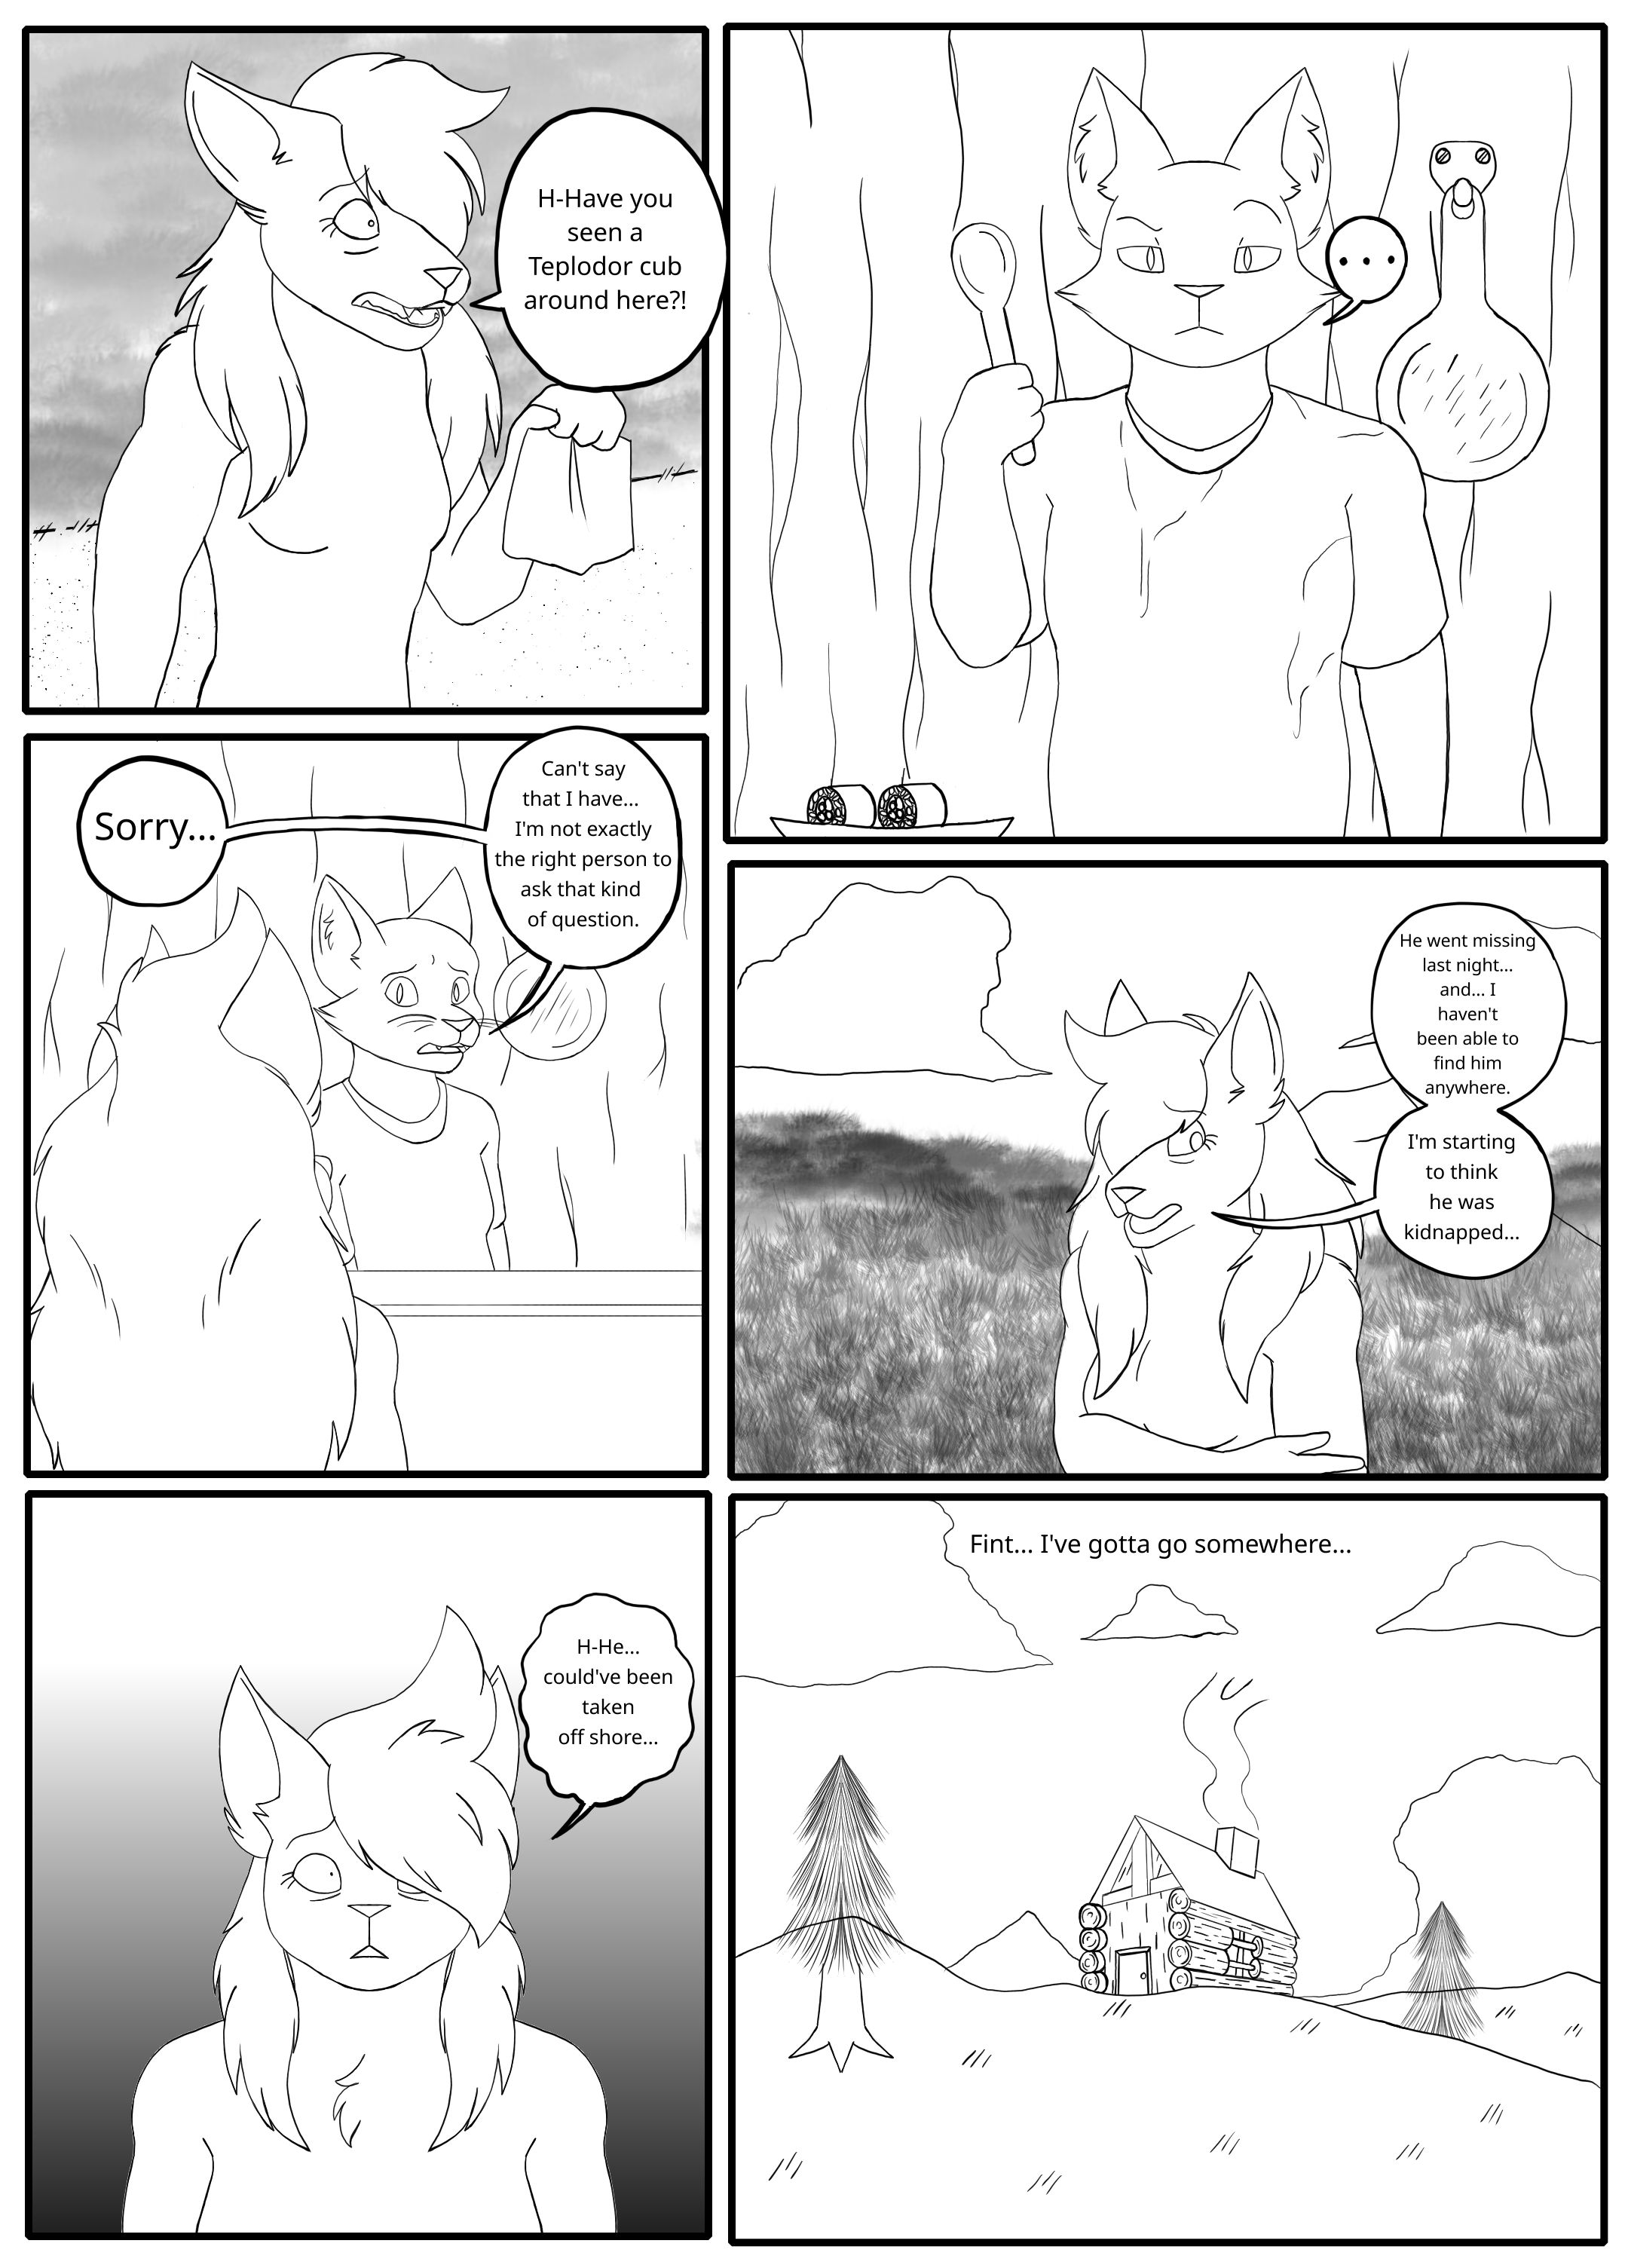 H-Have you
seen a
Teplodor cub
around here?!
...
Sorry...
Can't say
that I have...
I'm not exactly
the right person to
ask that kind
of question.
He went missing
last night...
and... I
haven't
been able to
find him
anywhere.
I'm starting
to think
he was
kidnapped...
H-He...
could've been
taken
off shore...
Fint... I've gotta go somewhere...